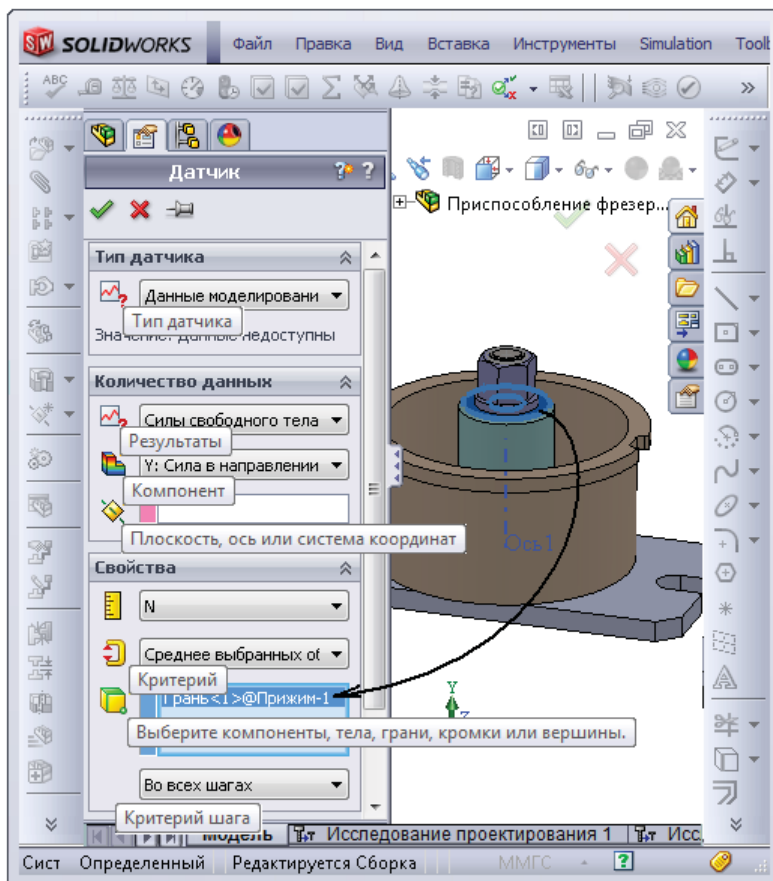 SOLIDWORKS Файл Правка Вид Вставка Инструменты Simulation Toolb
ABC
Датчик
Приспособление фрезер...
Тип датчика
Данные моделировани
Тип датчика
Значение: Данные недоступны
Количество данных
Силы свободного тела
Результаты
Y: Сила в направлении
Компонент
Плоскость, ось или система координат
Ось1
Свойства
N
Среднее выбранных об
Критерий
Грань<1>@Прижим-1
Y
Z
Выберите компоненты, тела, грани, кромки или вершины.
Во всех шагах
Критерий шага
Модель Исследование проектирования 1 Исс.
Сист Определенный Редактируется Сборка ММГС